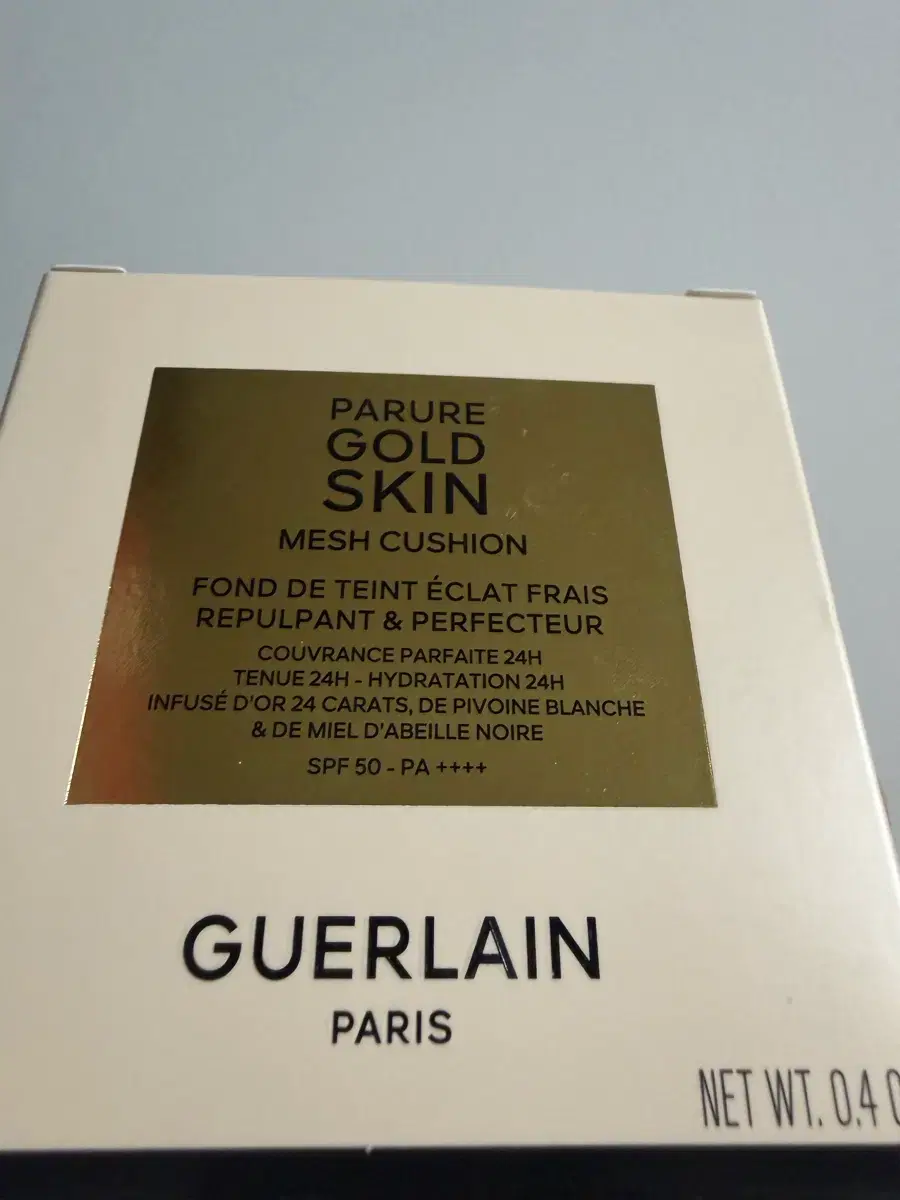 PARURE
GOLD
SKIN
MESH CUSHION
FOND DE TEINT ÉCLAT FRAIS
REPULPANT & PERFECTEUR
COUVRANCE PARFAITE 24H
TENUE 24H - HYDRATATION 24H
INFUSÉ D'OR 24 CARATS, DE PIVOINE BLANCHE
& DE MIEL D'ABEILLE NOIRE
SPF 50 - PA ++++
GUERLAIN
PARIS
NET WT. 0.4